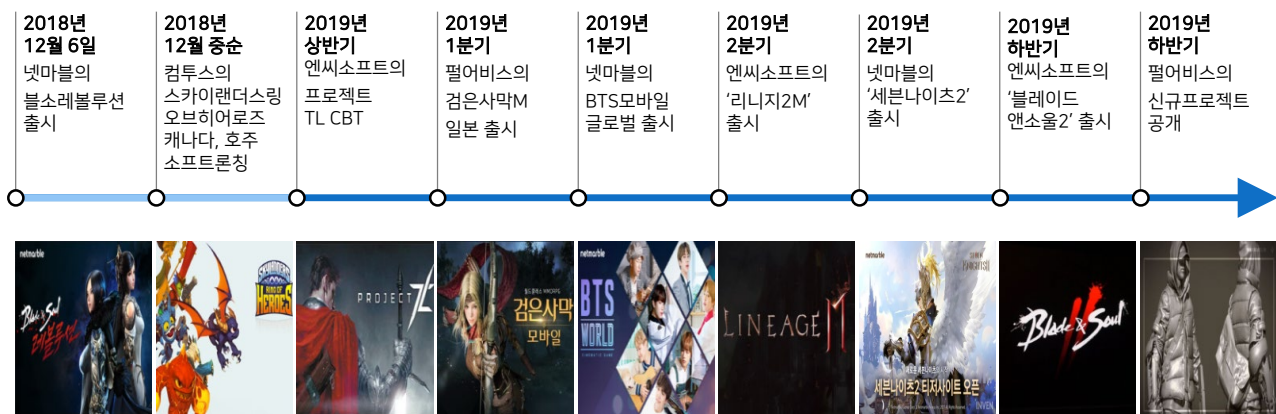 2018년
12월 6일
넷마블의
블소레볼루션
출시
2018년
12월 중순
컴투스의
스카이랜더스링
오브히어로즈
캐나다, 호주
소프트론칭
2019년
상반기
엔씨소프트의
프로젝트
TL CBT
2019년
1분기
펄어비스의
검은사막M
일본 출시
2019년
1분기
넷마블의
BTS모바일
글로벌 출시
2019년
2분기
엔씨소프트의
‘리니지2M’
출시
2019년
2분기
넷마블의
‘세븐나이츠2’
출시
2019년
하반기
엔씨소프트의
‘블레이드
앤소울2’ 출시
2019년
하반기
펄어비스의
신규프로젝트
공개
netmarble
Blade & Soul
레볼루션
SKYLANDERS
RING OF
HEROES
PROJECT TL
월드 클래스 MMORPG
검은사막
모바일
netmarble
BTS
WORLD
LINEAGE M
netmarble
KNIGHTS II
세븐나이츠2 티저사이트 오픈
INVEN
Blade & Soul